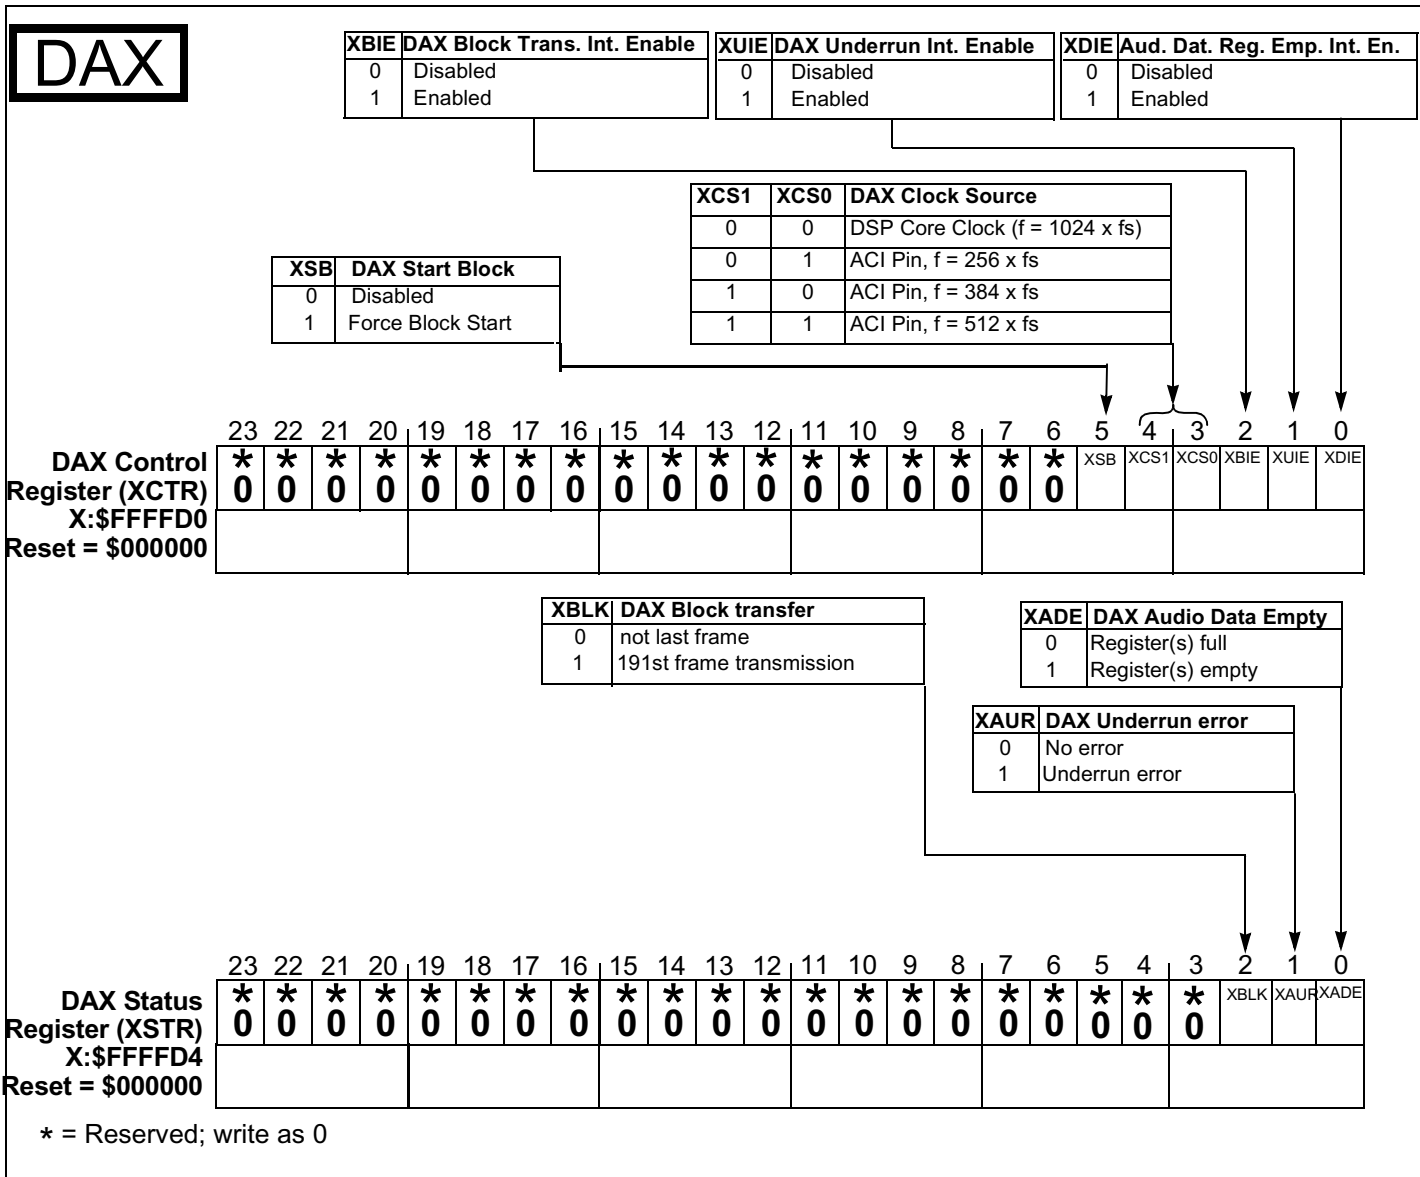 DAX
XBIE DAX Block Trans. Int. Enable
0 Disabled
1 Enabled
XUIE DAX Underrun Int. Enable
0 Disabled
1 Enabled
XDIE Aud. Dat. Reg. Emp. Int. En.
0 Disabled
1 Enabled
XCS1 XCS0 DAX Clock Source
0 0 DSP Core Clock (f = 1024 x fs)
0 1 ACI Pin, f = 256 x fs
1 0 ACI Pin, f = 384 x fs
1 1 ACI Pin, f = 512 x fs
XSB DAX Start Block
0 Disabled
1 Force Block Start
23 22 21 20 19 18 17 16 15 14 13 12 11 10 9 8 7 6 5 4 3 2 1 0
DAX Control * * * * * * * * * * * * * * * * * * XSB XCS1 XCS0 XBIE XUIE XDIE
Register (XCTR) 0 0 0 0 0 0 0 0 0 0 0 0 0 0 0 0 0 0
X:$FFFFD0
Reset = $000000
XBLK DAX Block transfer
0 not last frame
1 191st frame transmission
XADE DAX Audio Data Empty
0 Register(s) full
1 Register(s) empty
XAUR DAX Underrun error
0 No error
1 Underrun error
23 22 21 20 19 18 17 16 15 14 13 12 11 10 9 8 7 6 5 4 3 2 1 0
DAX Status * * * * * * * * * * * * * * * * * * * * * XBLK XAUR XADE
Register (XSTR) 0 0 0 0 0 0 0 0 0 0 0 0 0 0 0 0 0 0 0 0 0
X:$FFFFD4
Reset = $000000
* = Reserved; write as 0